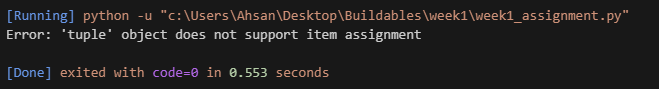 [Running] python -u "c:\Users\Ahsan\Desktop\Buildables\week1\week1_assignment.py"
Error: 'tuple' object does not support item assignment
[Done] exited with code=0 in 0.553 seconds